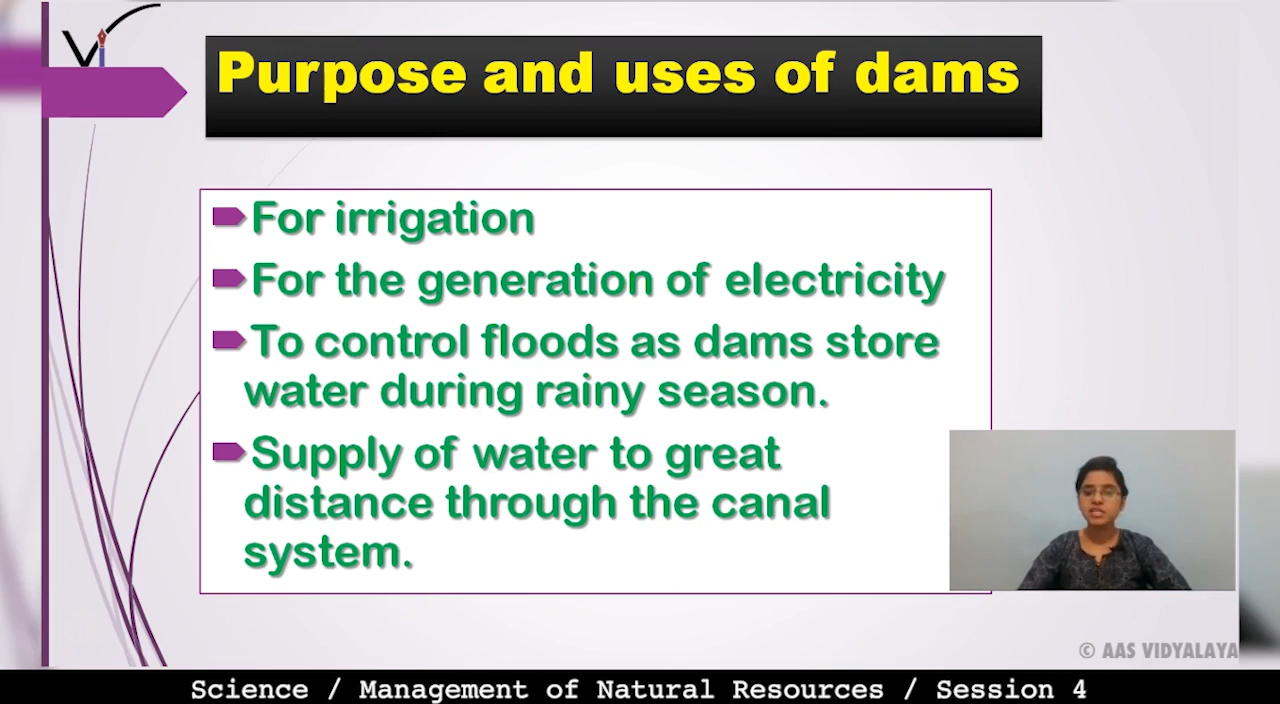 Purpose and uses of dams
For irrigation
For the generation of electricity
To control floods as dams store
water during rainy season.
Supply of water to great
distance through the canal
system.
© AAS VIDYALAYA
Science / Management of Natural Resources / Session 4